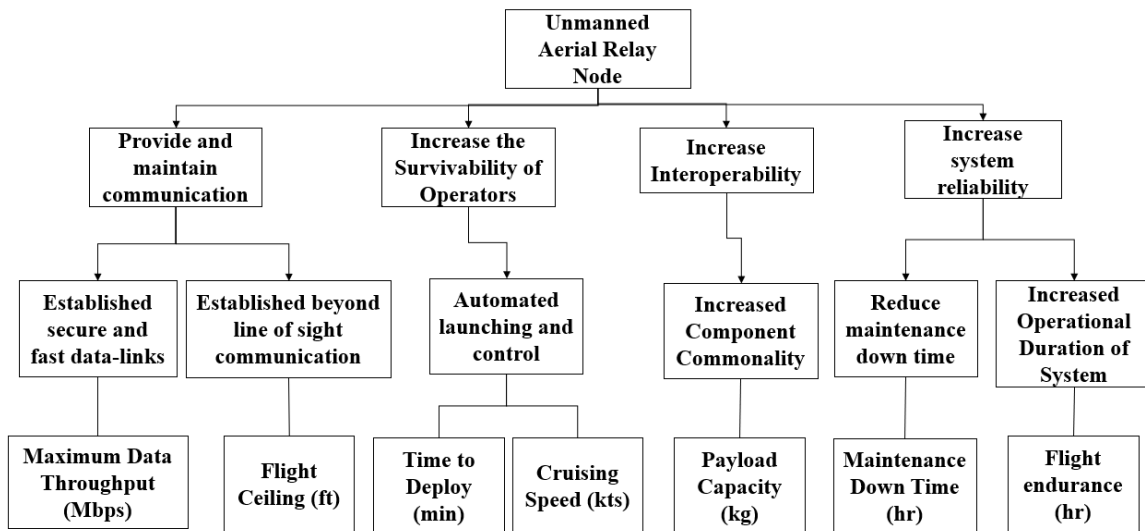 Unmanned
Aerial Relay
Node
Provide and
maintain
communication
Increase the
Survivability of
Operators
Increase
Interoperability
Increase
system
reliability
Established
secure and
fast data-links
Established beyond
line of sight
communication
Automated
launching and
control
Increased
Component
Commonality
Reduce
maintenance
down time
Increased
Operational
Duration of
System
Maximum Data
Throughput
(Mbps)
Flight
Ceiling (ft)
Time to
Deploy
(min)
Cruising
Speed (kts)
Payload
Capacity
(kg)
Maintenance
Down Time
(hr)
Flight
endurance
(hr)